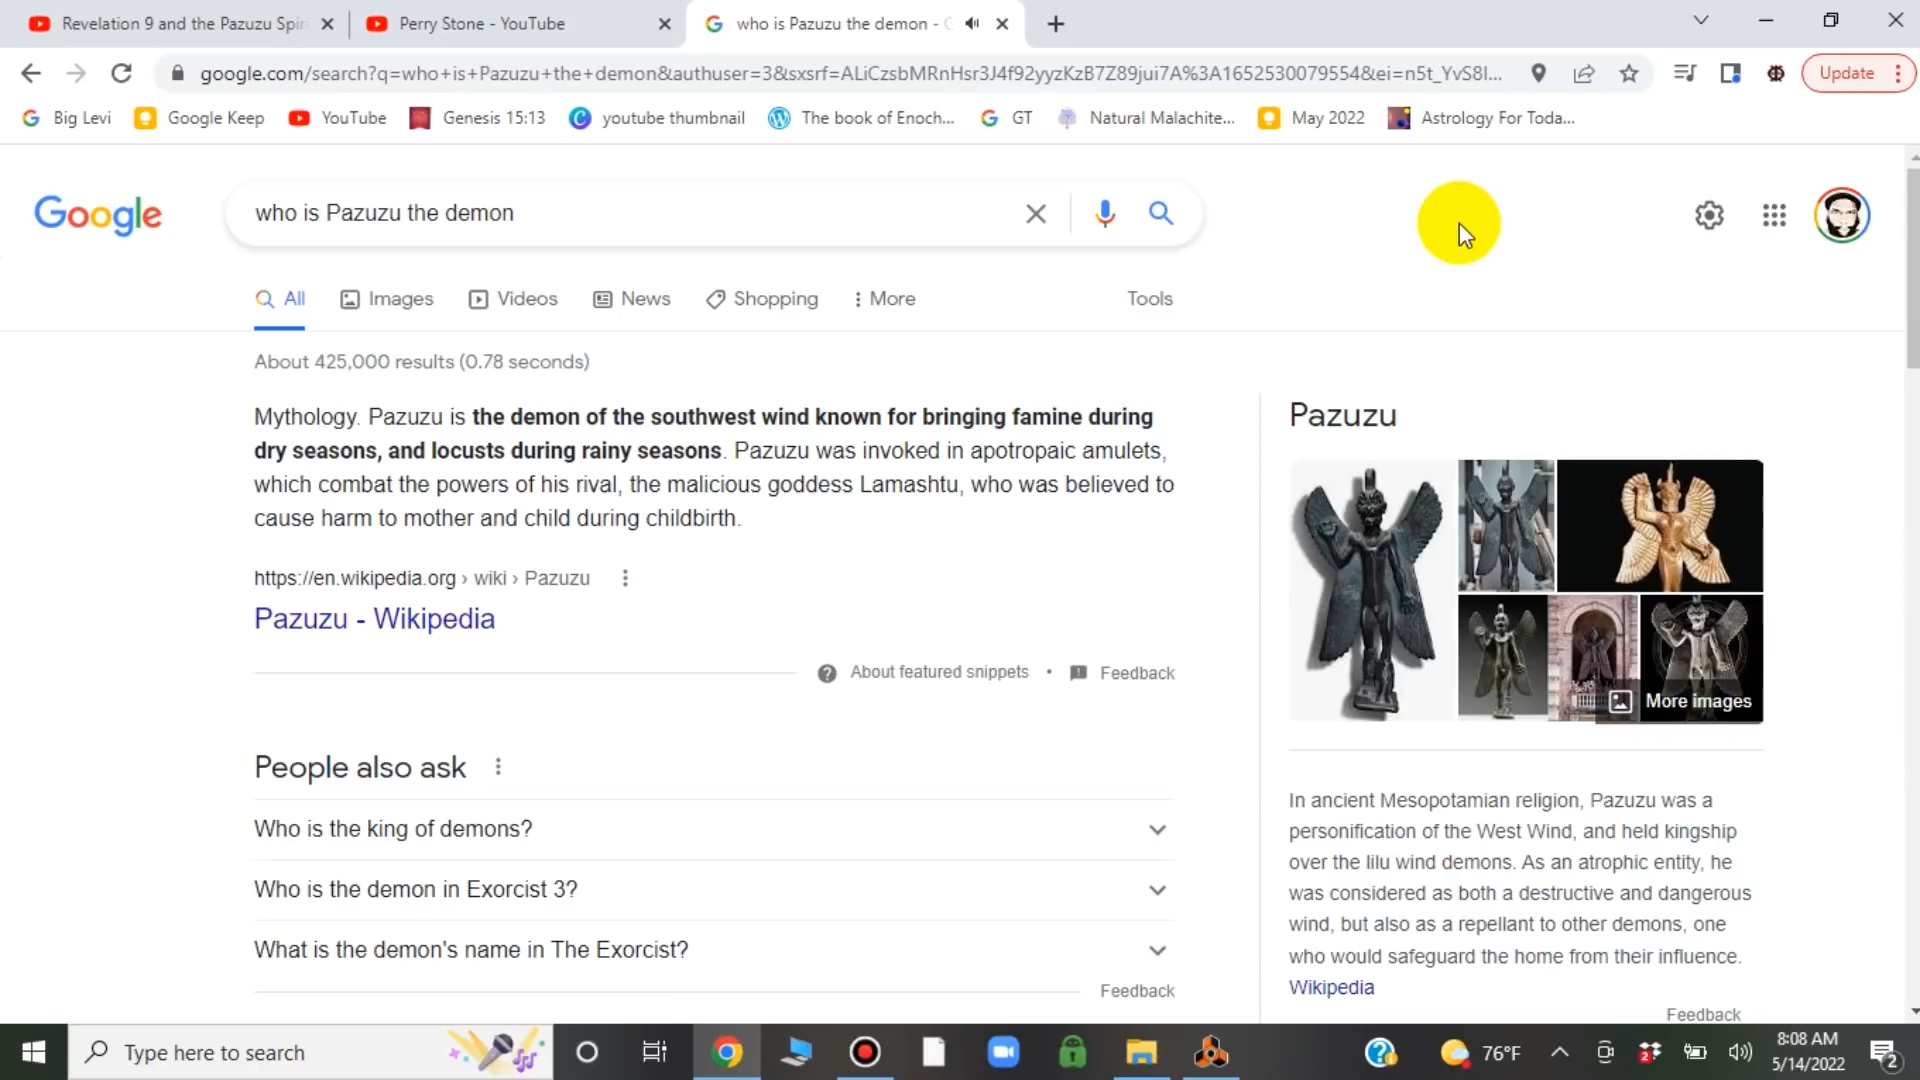 Revelation 9 and the Pazuzu Spiri
Perry Stone - YouTube
who is Pazuzu the demon - G
google.com/search?q=who+is+Pazuzu+the+demon&authuser=3&sxsrf=ALiCzsbMRnHsr3J4f92yyzKzB7Z89jui7A%3A1652530079554&ei=n5t_YvS8I...
Update
Big Levi
Google Keep
YouTube
Genesis 15:13
youtube thumbnail
The book of Enoch...
GT
Natural Malachite...
May 2022
Astrology For Toda...
Google
who is Pazuzu the demon
All
Images
Videos
News
Shopping
More
Tools
About 425,000 results (0.78 seconds)
Mythology. Pazuzu is the demon of the southwest wind known for bringing famine during
dry seasons, and locusts during rainy seasons. Pazuzu was invoked in apotropaic amulets,
which combat the powers of his rival, the malicious goddess Lamashtu, who was believed to
cause harm to mother and child during childbirth.
https://en.wikipedia.org › wiki › Pazuzu
Pazuzu - Wikipedia
About featured snippets • Feedback
People also ask
Who is the king of demons?
Who is the demon in Exorcist 3?
What is the demon's name in The Exorcist?
Feedback
Pazuzu
More images
In ancient Mesopotamian religion, Pazuzu was a
personification of the West Wind, and held kingship
over the lilu wind demons. As an atrophic entity, he
was considered as both a destructive and dangerous
wind, but also as a repellant to other demons, one
who would safeguard the home from their influence.
Wikipedia
Feedback
Type here to search
76°F
2
8:08 AM
5/14/2022
2